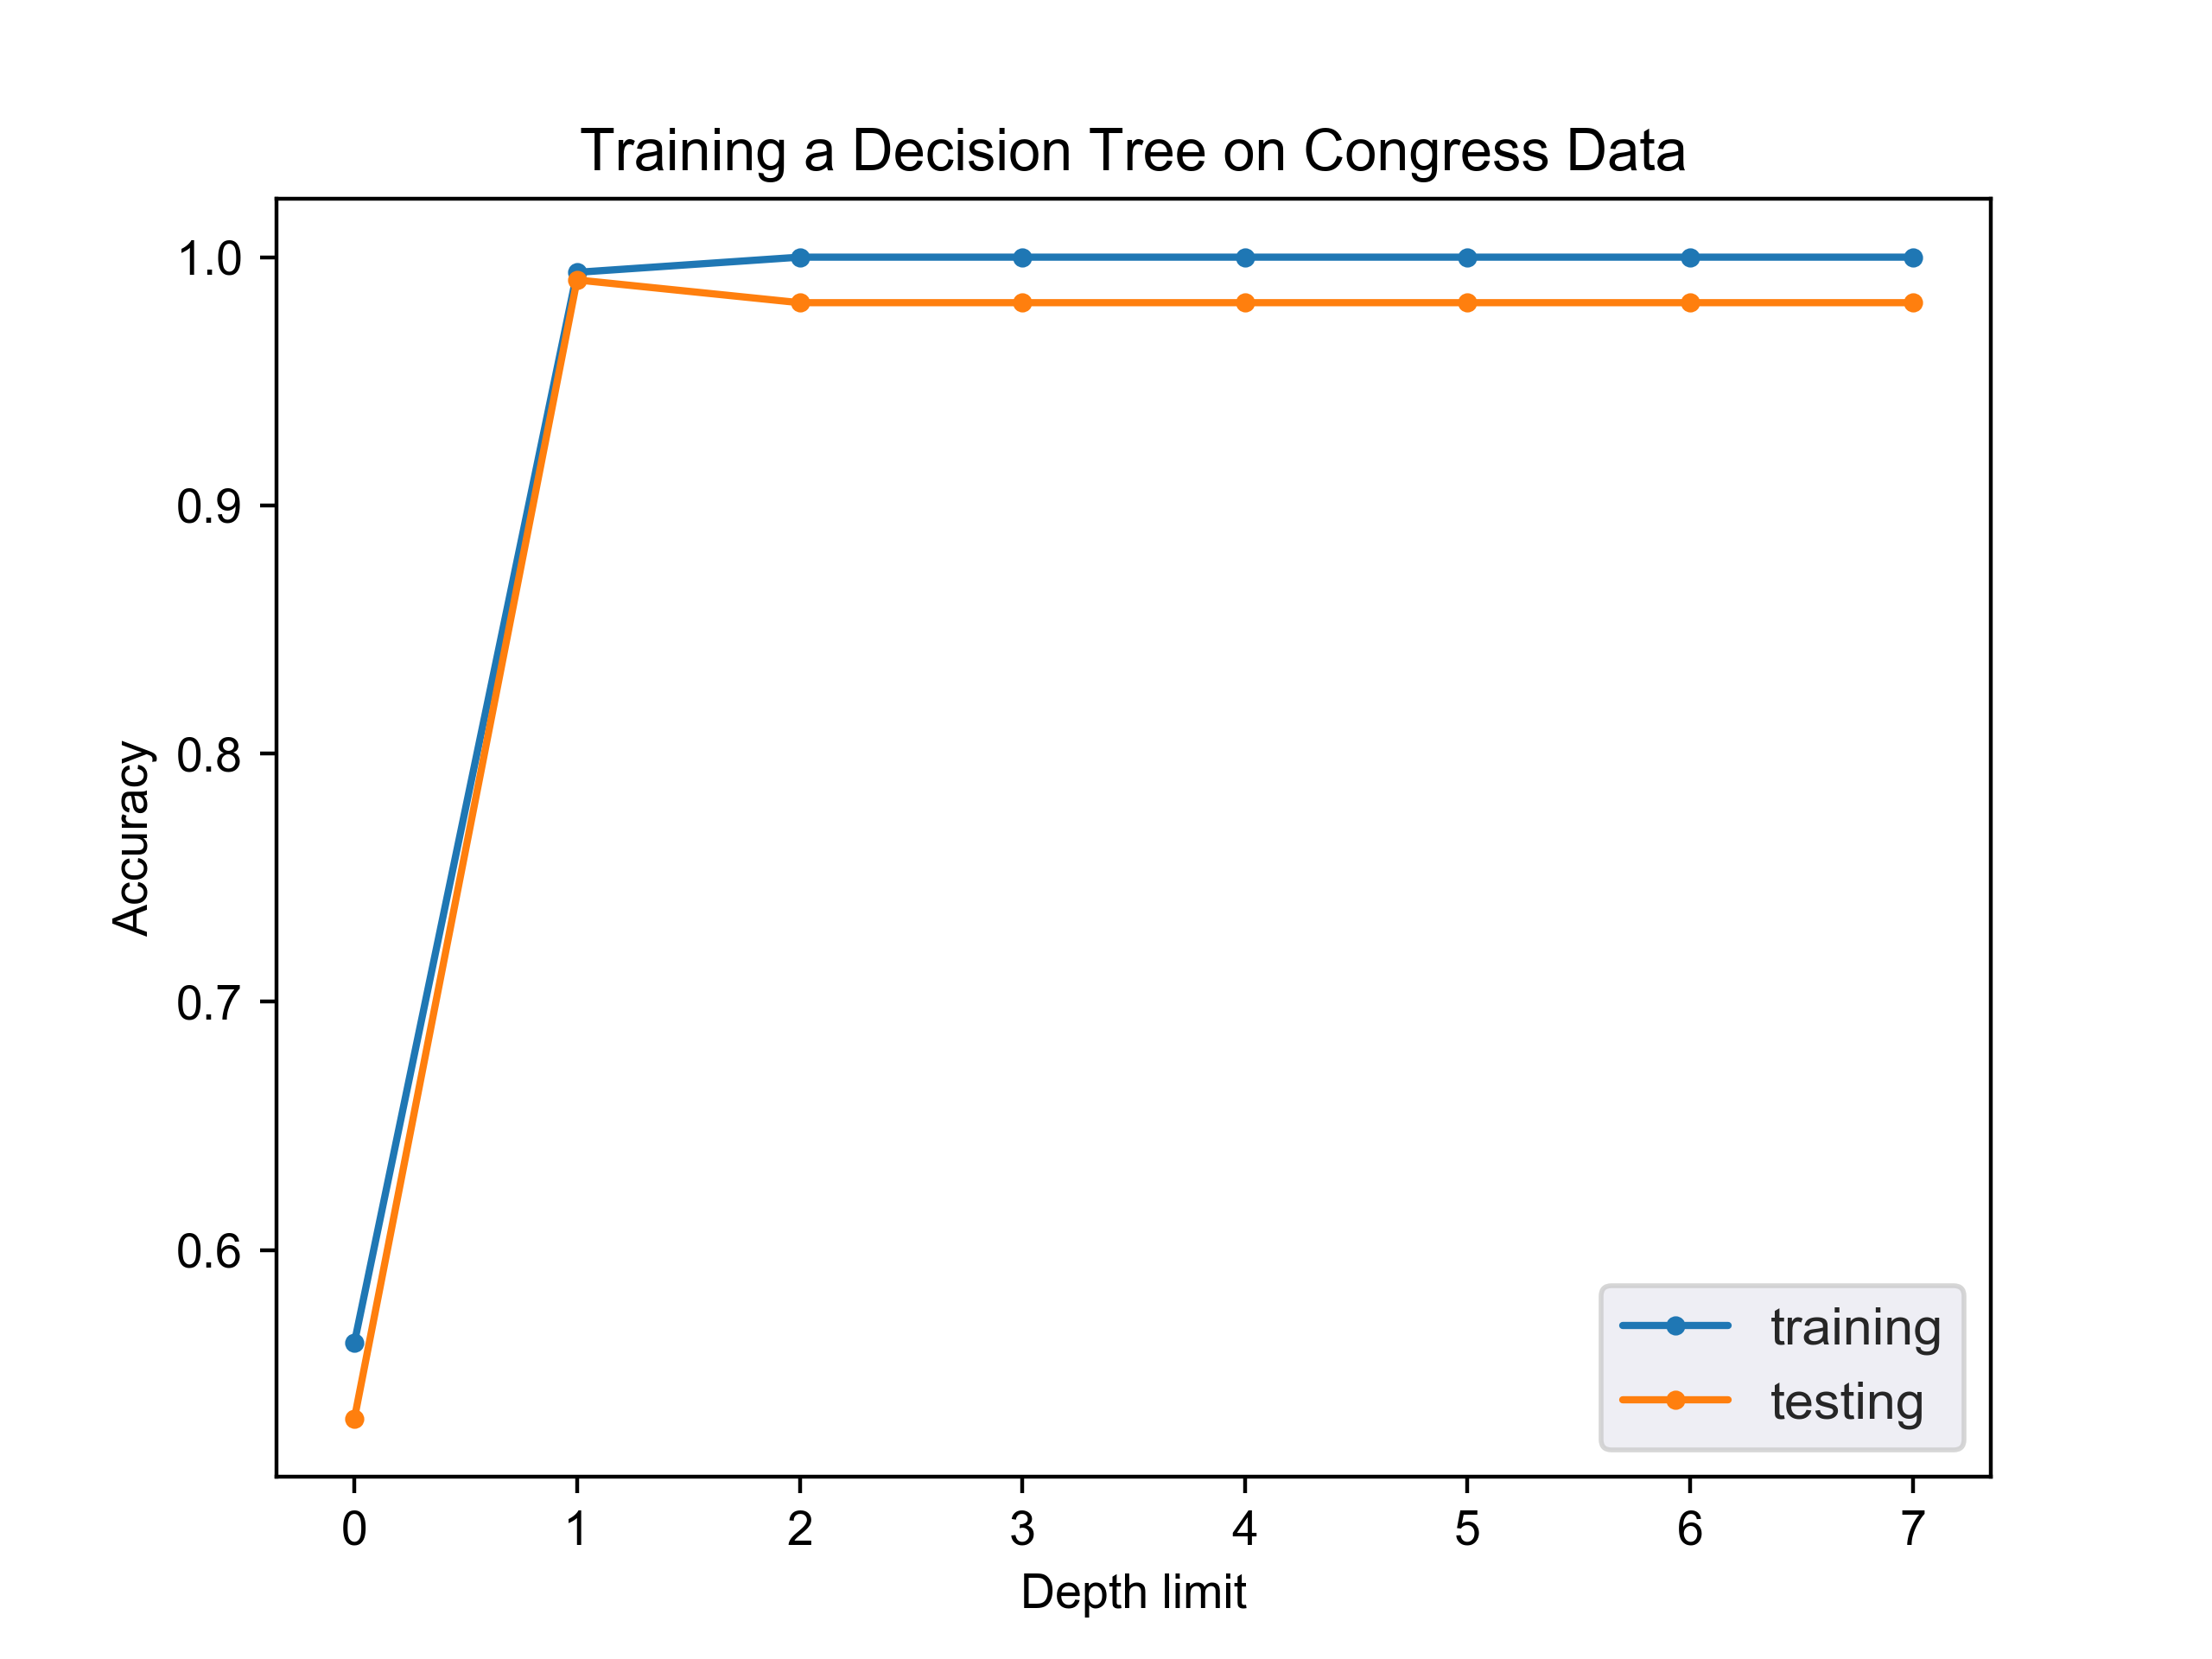 Training a Decision Tree on Congress Data
1.0
0.9
0.8
0.7
0.6
Accuracy
training
testing
0 1 2 3 4 5 6 7
Depth limit